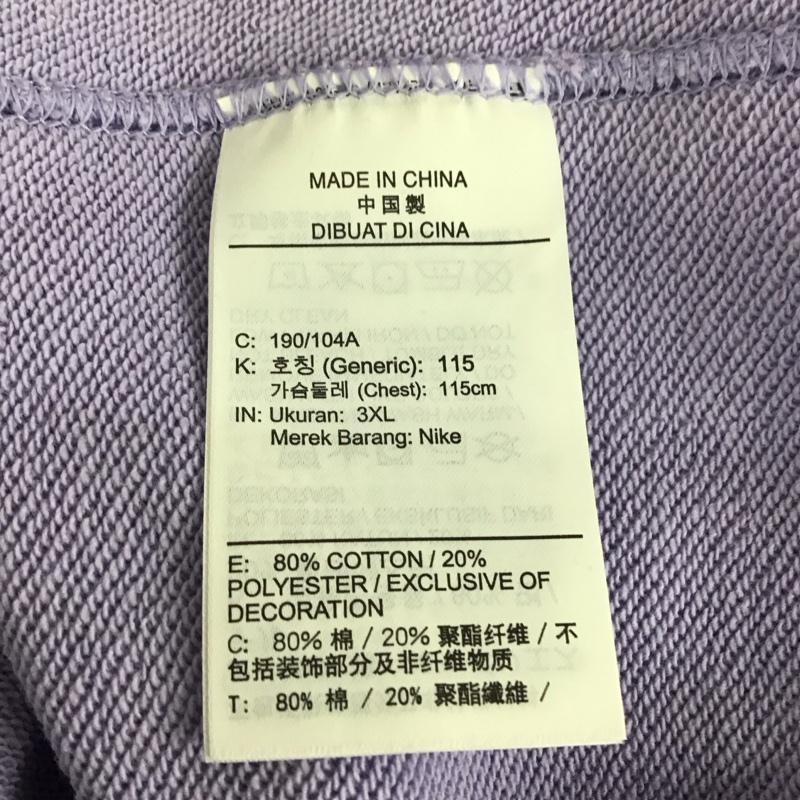 MADE IN CHINA
中国製
DIBUAT DI CINA
C: 190/104A
K: 호칭 (Generic): 115
가슴둘레 (Chest): 115cm
IN: Ukuran: 3XL
Merek Barang: Nike
E: 80% COTTON / 20%
POLYESTER / EXCLUSIVE OF
DECORATION
C: 80% 棉 / 20% 聚酯纤维 / 不
包括装饰部分及非纤维物质
T: 80% 棉 / 20% 聚酯纖維 /